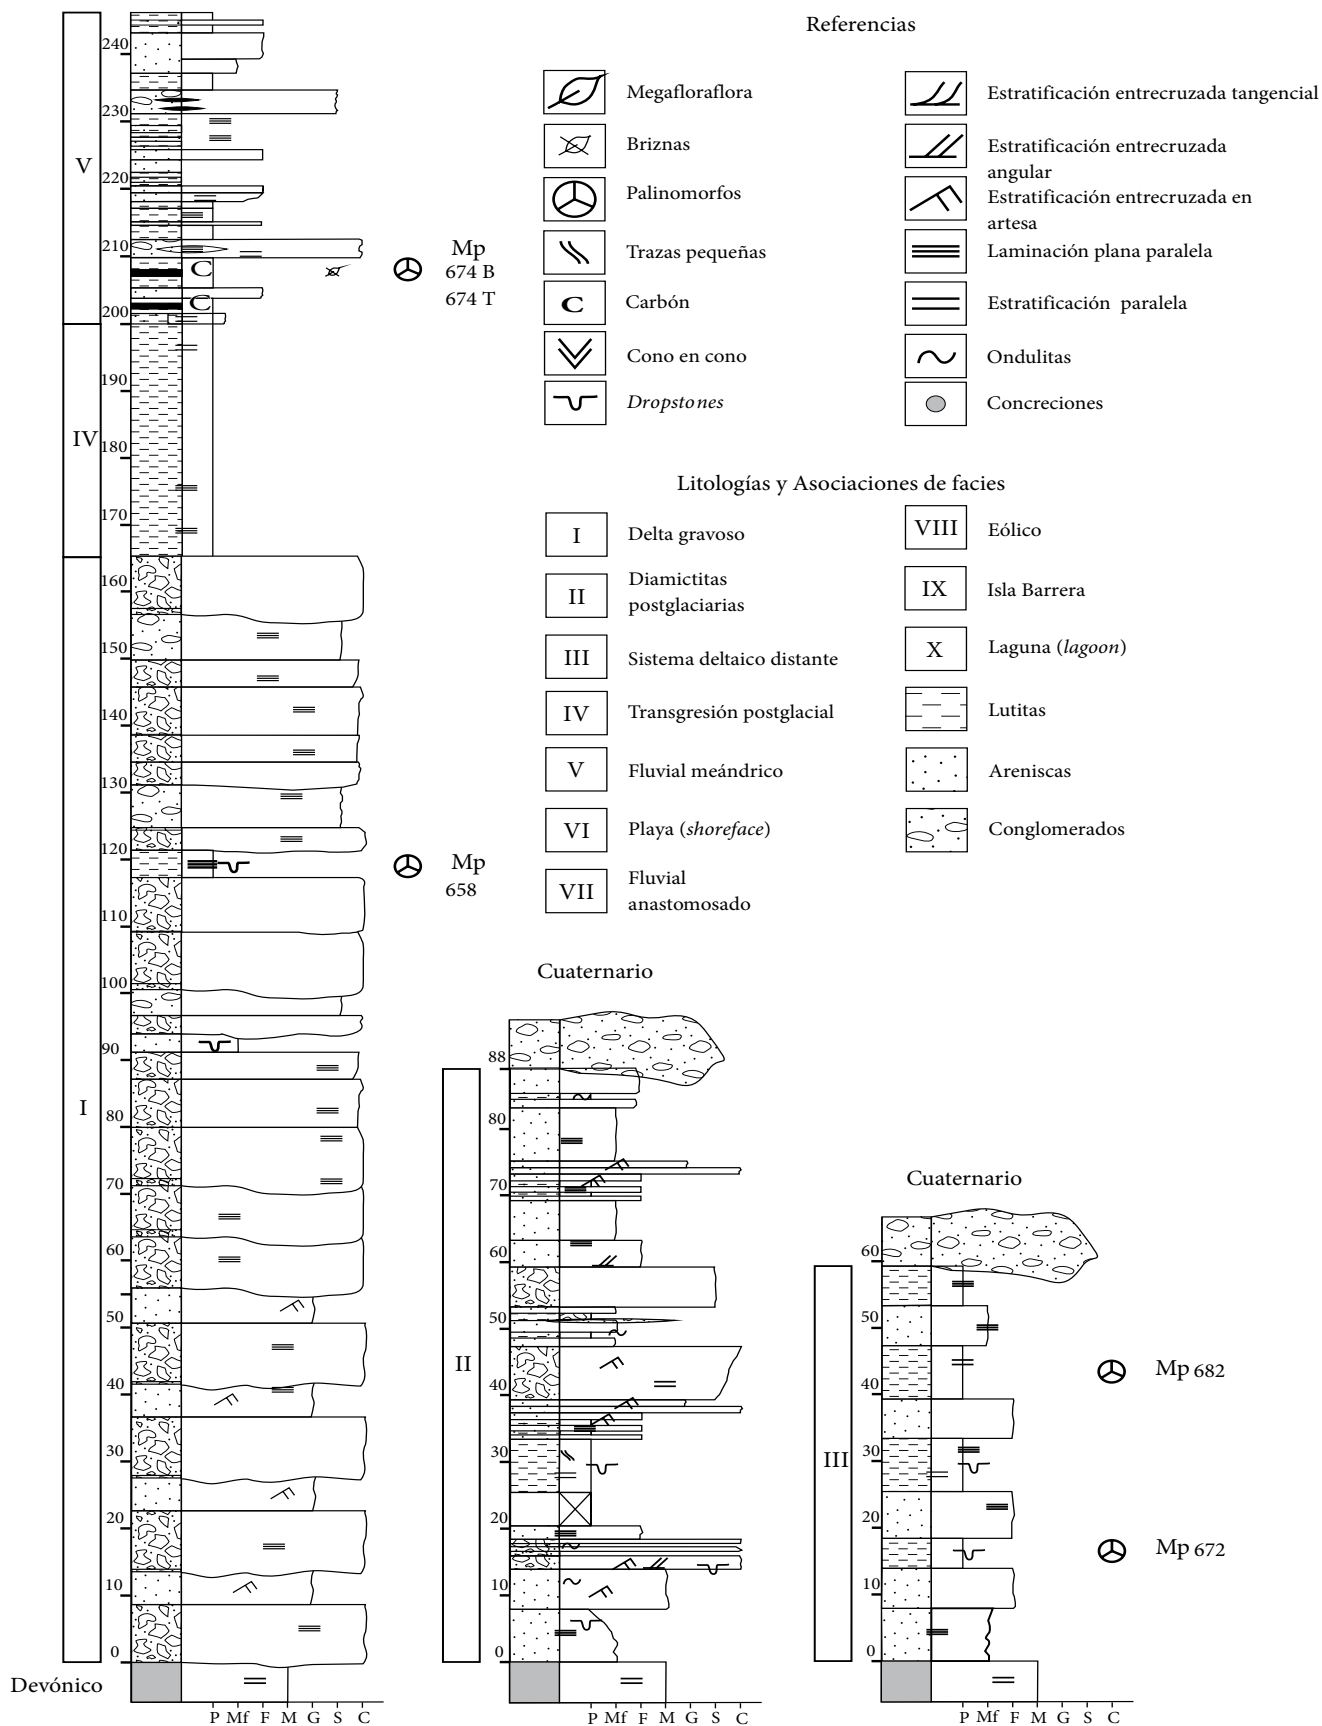 Referencias
Megafloraflora
Briznas
Palinomorfos
Trazas pequeñas
C
Carbón
Cono en cono
Dropstones
Estratificación entrecruzada tangencial
Estratificación entrecruzada
angular
Estratificación entrecruzada en
artesa
Laminación plana paralela
Estratificación paralela
Ondulitas
Concreciones
Litologías y Asociaciones de facies
I
Delta gravoso
II
Diamictitas
postglaciarias
III
Sistema deltaico distante
IV
Transgresión postglacial
V
Fluvial meándrico
VI
Playa (shoreface)
VII
Fluvial
anastomosado
VIII
Eólico
IX
Isla Barrera
X
Laguna (lagoon)
Lutitas
Areniscas
Conglomerados
V
IV
I
240
230
220
210
200
190
180
170
160
150
140
130
120
110
100
90
80
70
60
50
40
30
20
10
0
C
C
Mp
674 B
674 T
Mp
658
Devónico
P Mf F M G S C
Cuaternario
II
88
80
70
60
50
40
30
20
10
0
P Mf F M G S C
Cuaternario
III
60
50
40
30
20
10
0
Mp 682
Mp 672
P Mf F M G S C